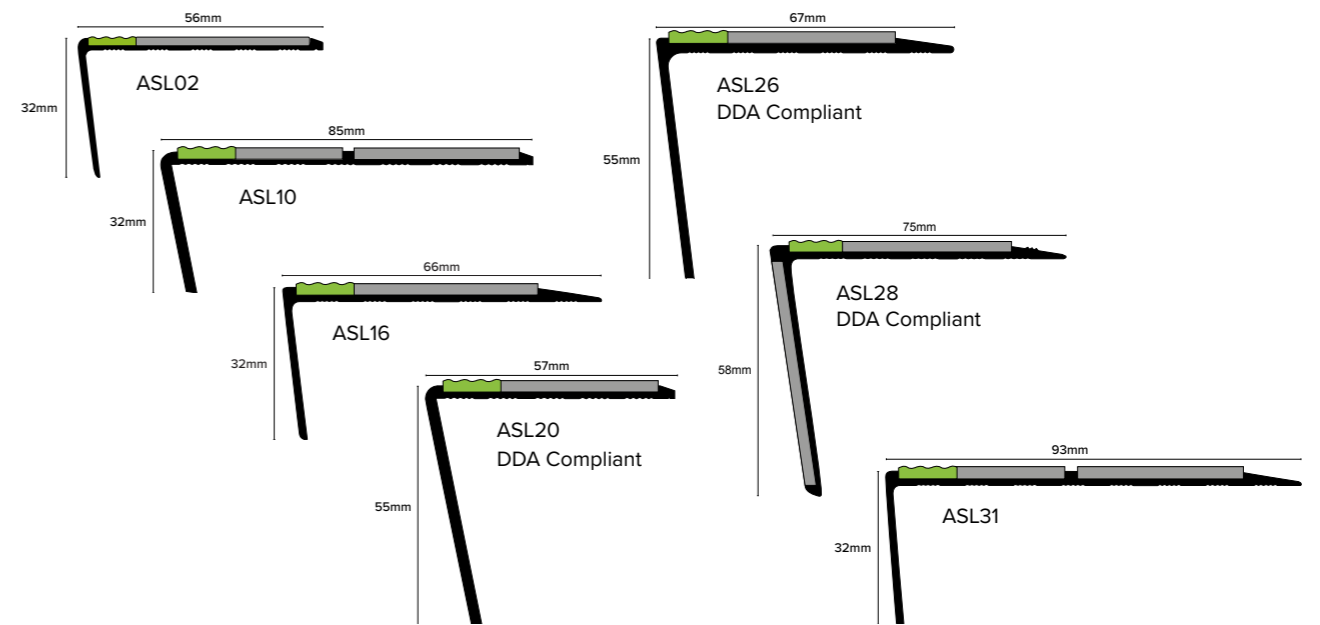 56mm
32mm
ASL02
85mm
32mm
ASL10
66mm
32mm
ASL16
57mm
55mm
ASL20
DDA Compliant
67mm
55mm
ASL26
DDA Compliant
75mm
58mm
ASL28
DDA Compliant
93mm
32mm
ASL31